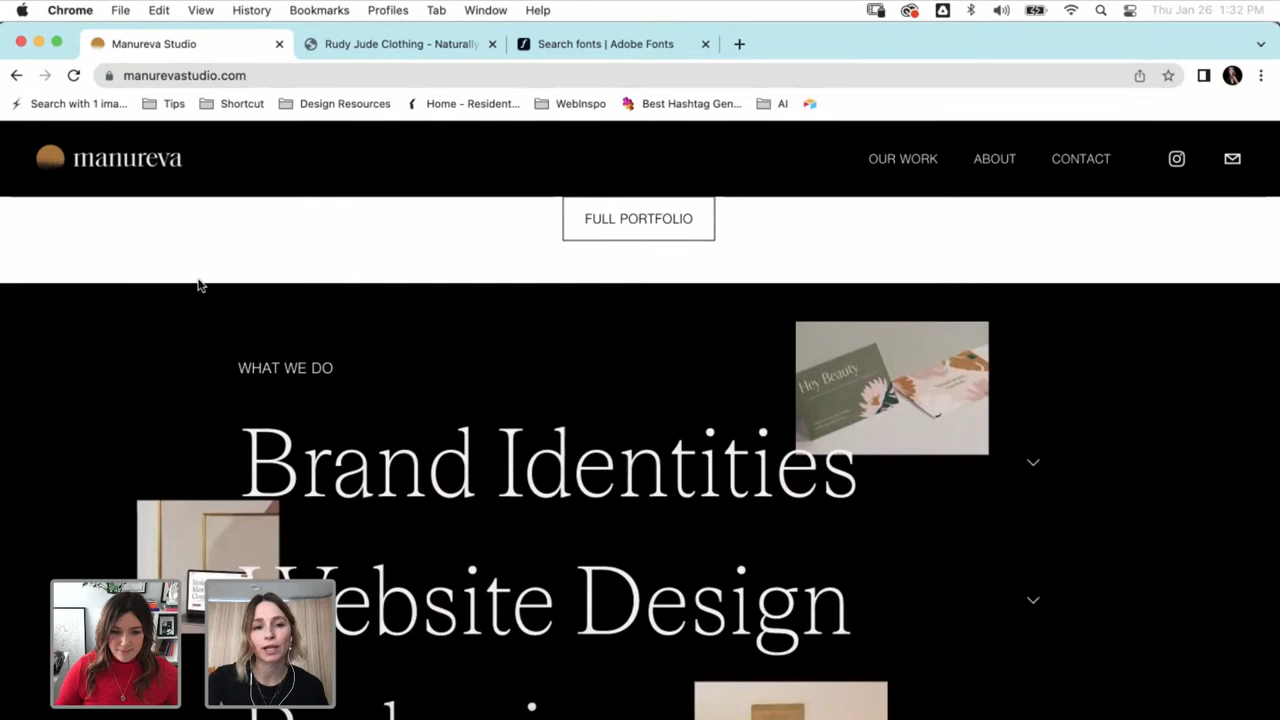 Chrome File Edit View History Bookmarks Profiles Tab Window Help Thu Jan 26 1:32 PM
Manureva Studio Rudy Jude Clothing - Naturally Search fonts | Adobe Fonts
manurevastudio.com
Search with 1 ima... Tips Shortcut Design Resources Home - Resident... WebInspo Best Hashtag Gen... AI
manureva OUR WORK ABOUT CONTACT
FULL PORTFOLIO
WHAT WE DO
Hey Beauty
Brand Identities
Website Design